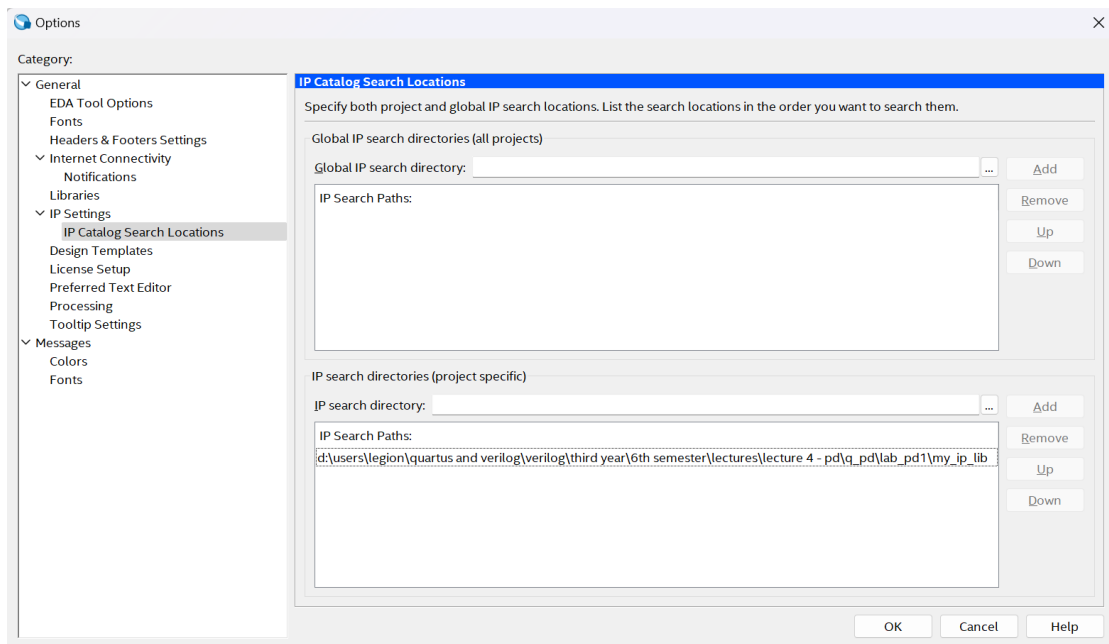 Options
Category:
General
EDA Tool Options
Fonts
Headers & Footers Settings
Internet Connectivity
Notifications
Libraries
IP Settings
IP Catalog Search Locations
Design Templates
License Setup
Preferred Text Editor
Processing
Tooltip Settings
Messages
Colors
Fonts
IP Catalog Search Locations
Specify both project and global IP search locations. List the search locations in the order you want to search them.
Global IP search directories (all projects)
Global IP search directory: ... Add
IP Search Paths:
Remove
Up
Down
IP search directories (project specific)
IP search directory: ... Add
IP Search Paths:
Remove
d:\users\legion\quartus and verilog\verilog\third year\6th semester\lectures\lecture 4 - pd\q_pd\lab_pd1\my_ip_lib
Up
Down
OK Cancel Help